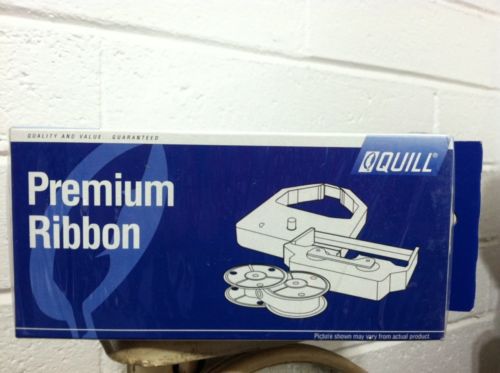 QUALITY AND VALUE GUARANTEED
QUILL®
Premium
Ribbon
Picture shown may vary from actual product